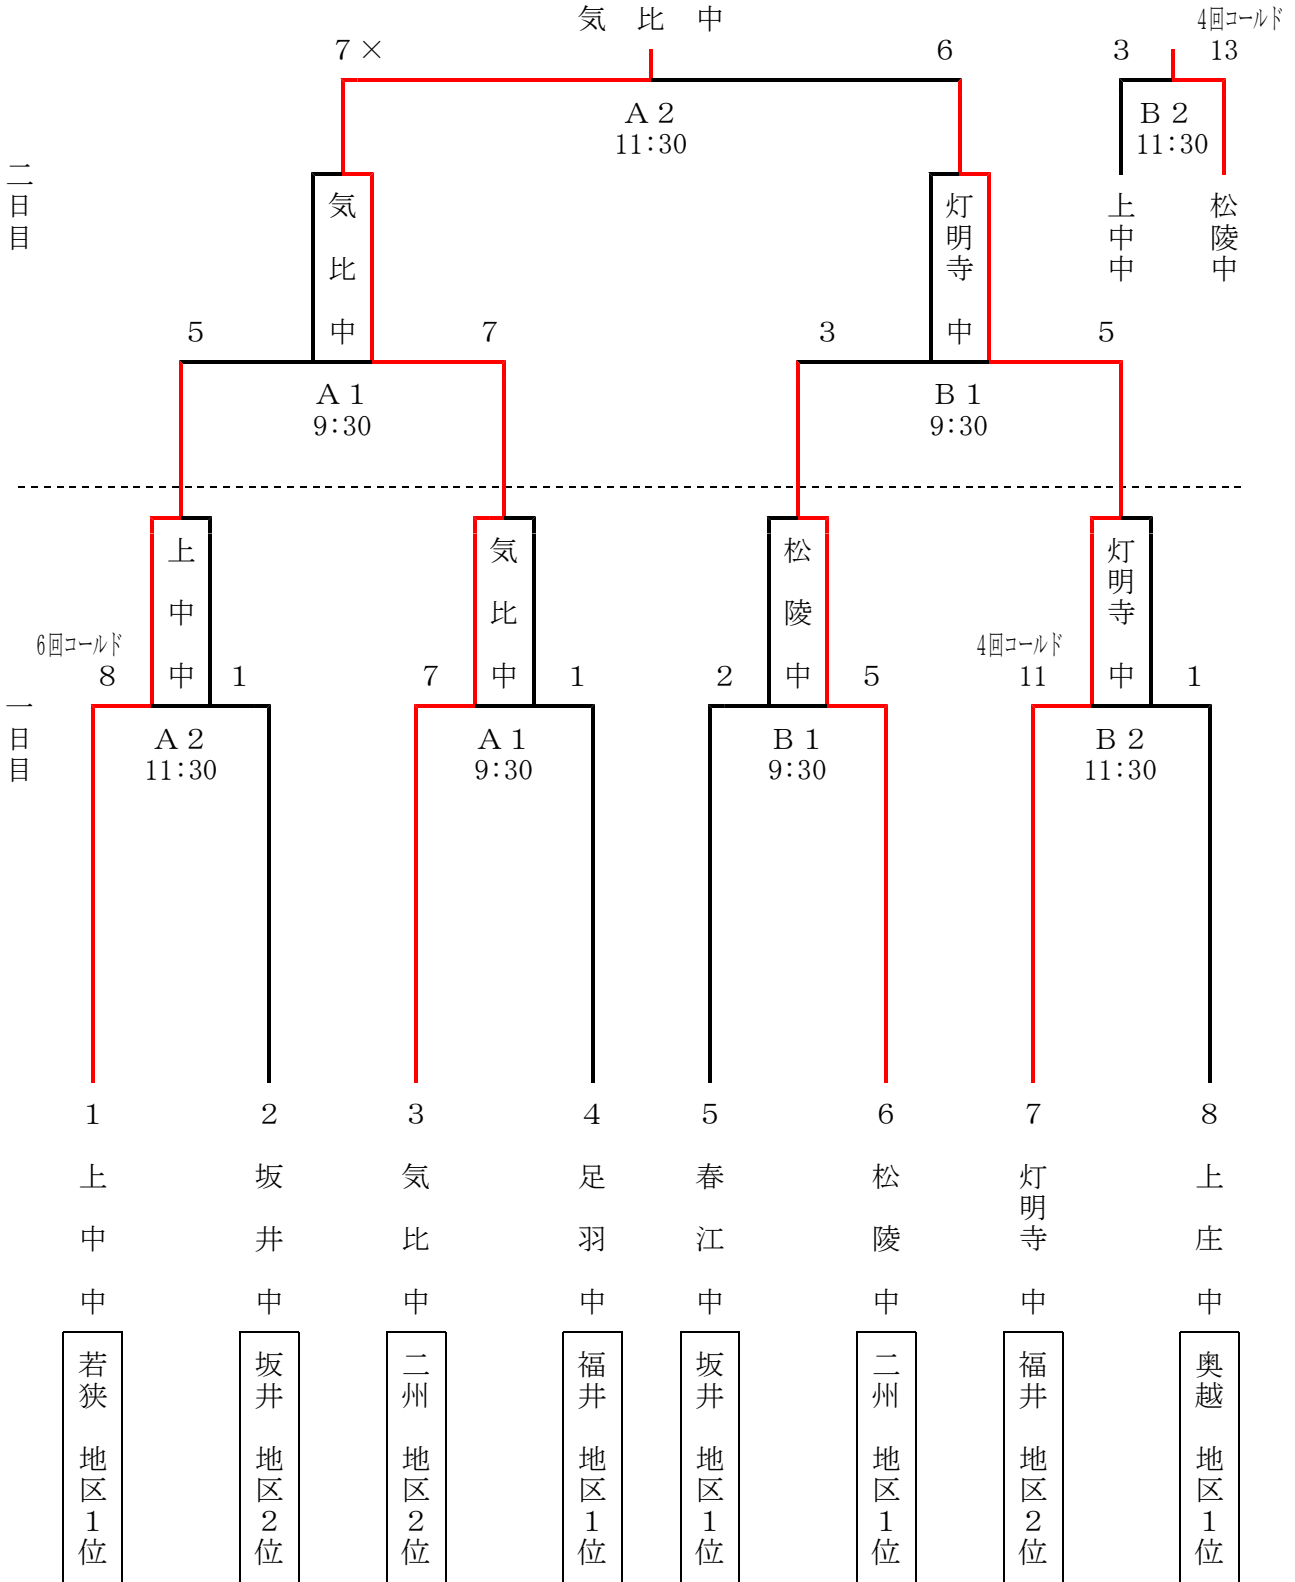 気比中
4回コールド
7× 6 3 13
A2 B2
11:30 11:30
二日目
気比中 灯明寺中 上中中 松陵中
5 7 3 5
A1 B1
9:30 9:30
上中中 気比中 松陵中 灯明寺中
6回コールド 4回コールド
8 1 7 1 2 5 11 1
一日目
A2 A1 B1 B2
11:30 9:30 9:30 11:30
1 2 3 4 5 6 7 8
上中中 坂井中 気比中 足羽中 春江中 松陵中 灯明寺中 上庄中
若狭地区1位 坂井地区2位 二州地区2位 福井地区1位 坂井地区1位 二州地区1位 福井地区2位 奥越地区1位